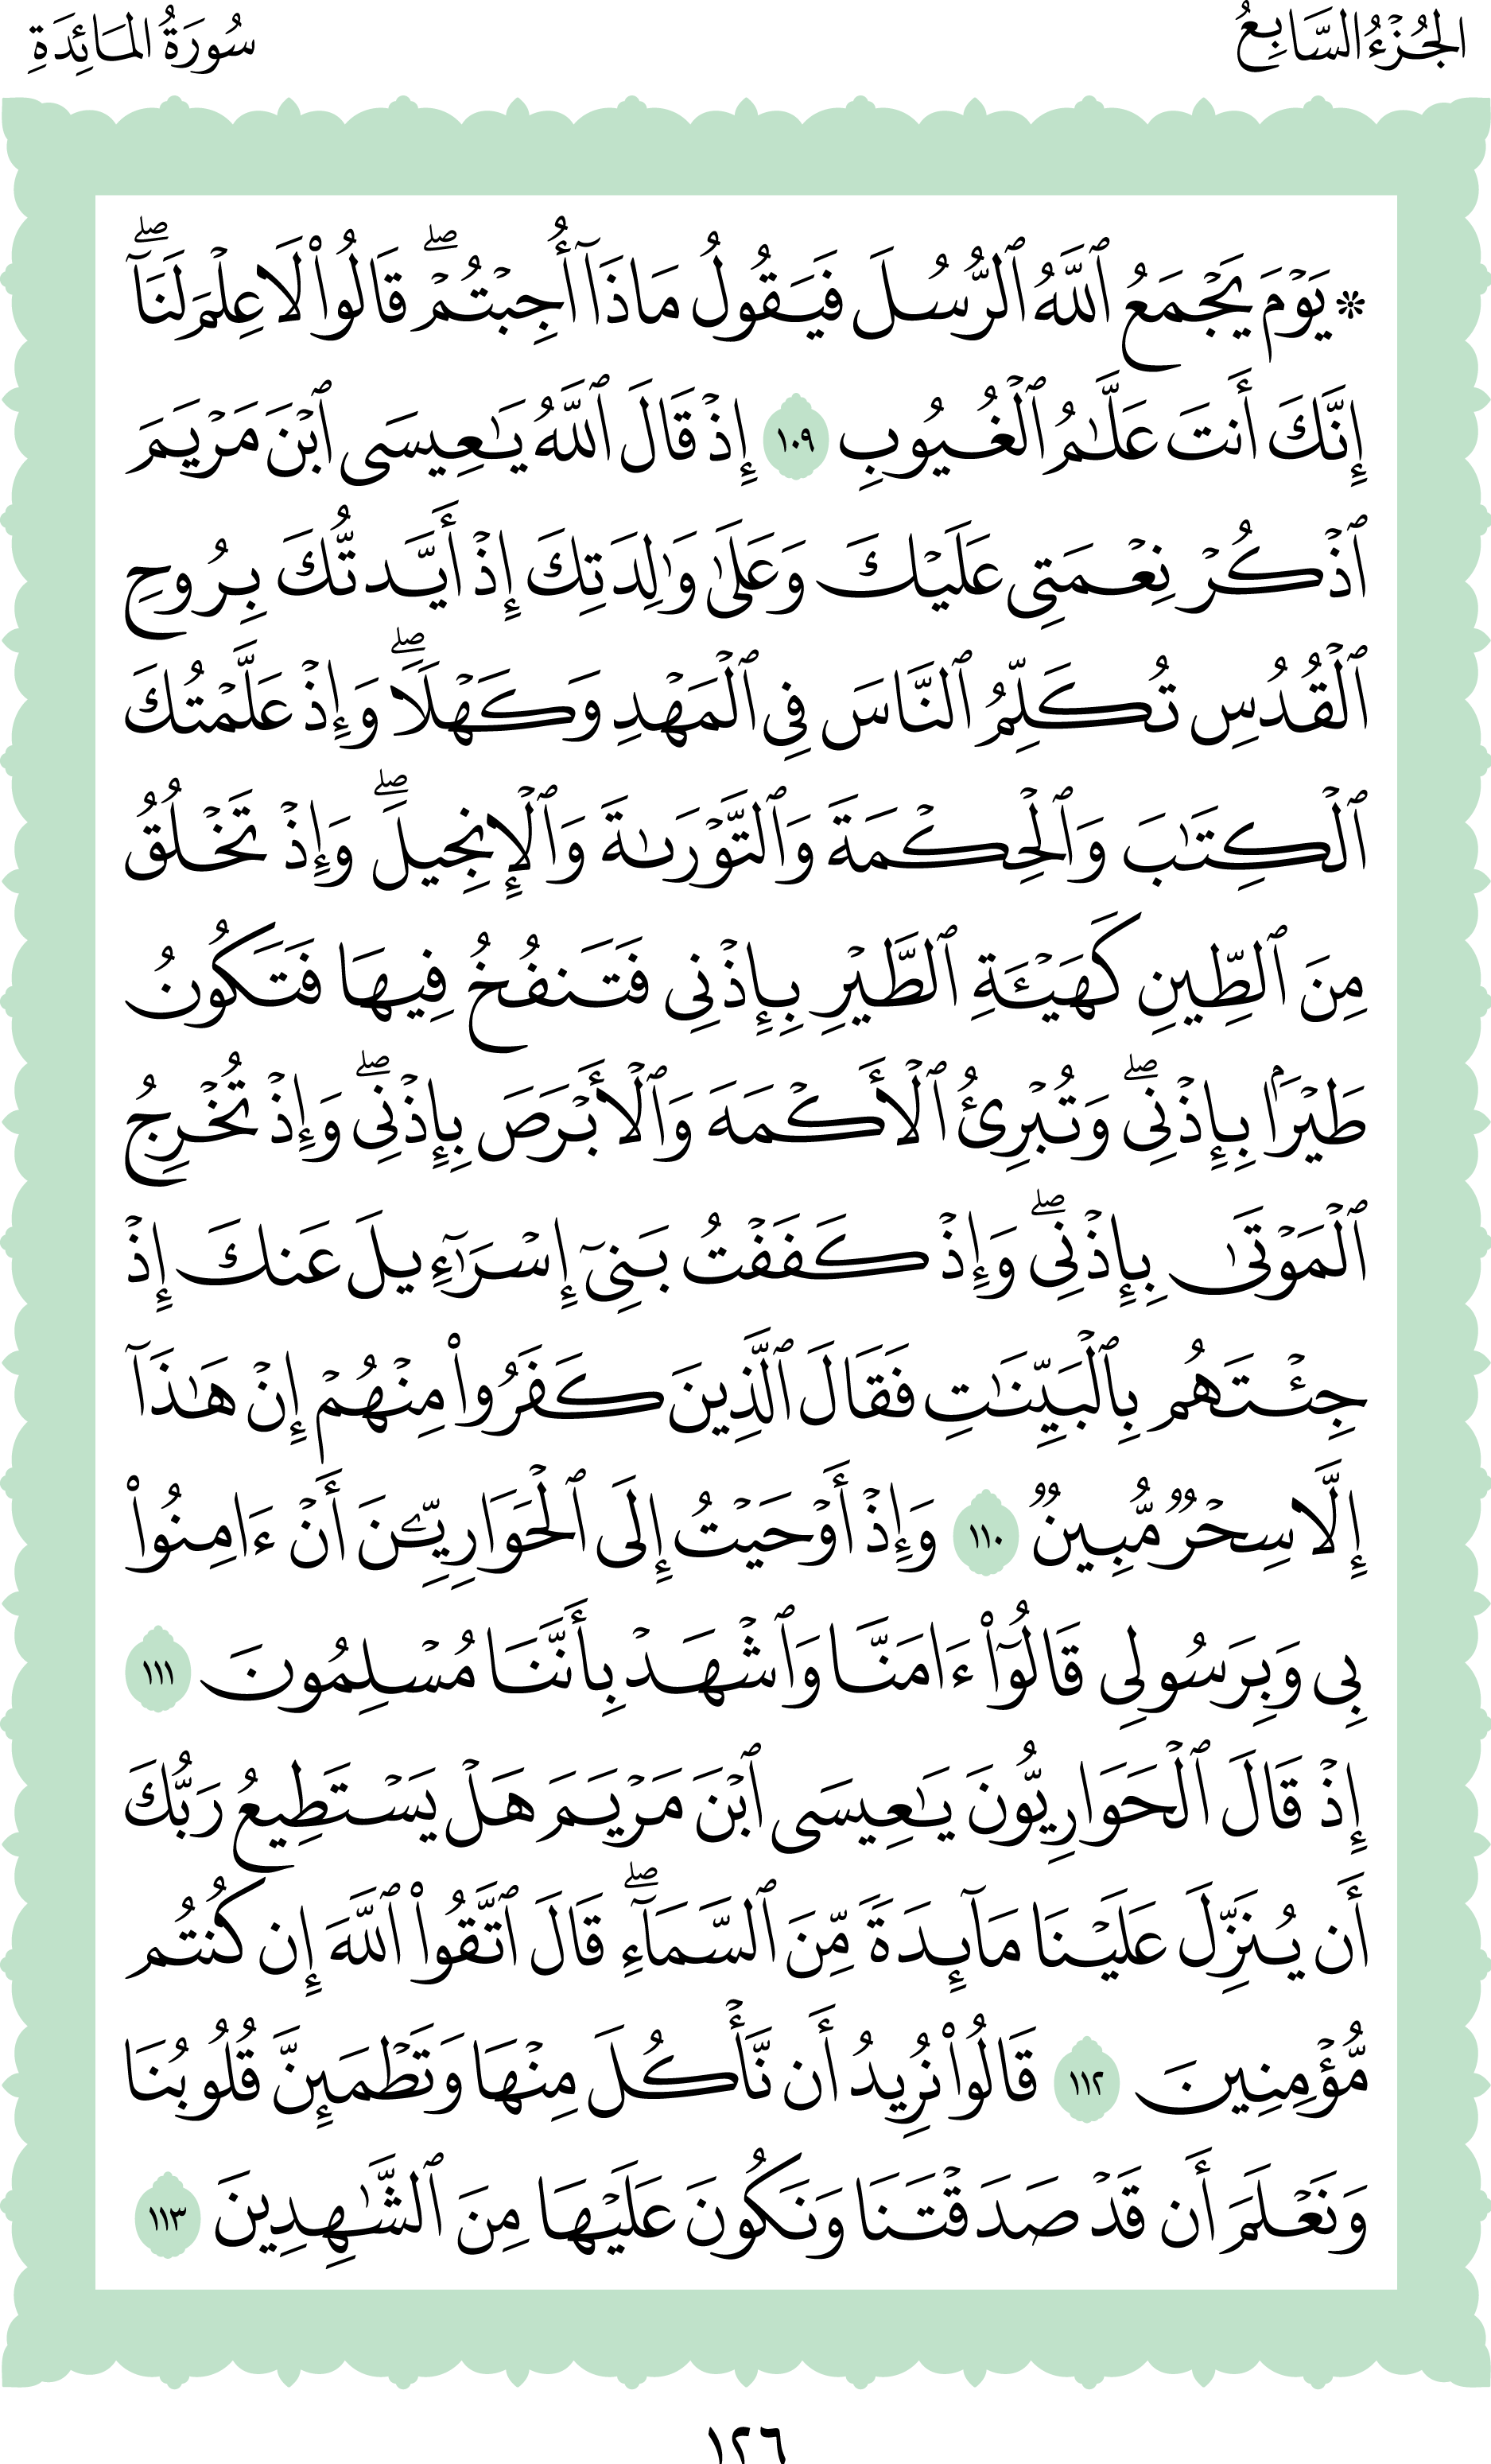 الجُزْءُ السَّابِعُ
سُورَةُ المَائِدَةِ
۞ يَوْمَ يَجْمَعُ ٱللَّهُ ٱلرُّسُلَ فَيَقُولُ مَاذَآ أُجِبْتُمْۖ قَالُوا۟ لَا عِلْمَ لَنَآۖ
إِنَّكَ أَنتَ عَلَّـٰمُ ٱلْغُيُوبِ ١٠٩ إِذْ قَالَ ٱللَّهُ يَـٰعِيسَى ٱبْنَ مَرْيَمَ
ٱذْكُرْ نِعْمَتِى عَلَيْكَ وَعَلَىٰ وَٰلِدَتِكَ إِذْ أَيَّدتُّكَ بِرُوحِ
ٱلْقُدُسِ تُكَلِّمُ ٱلنَّاسَ فِى ٱلْمَهْدِ وَكَهْلًاۖ وَإِذْ عَلَّمْتُكَ
ٱلْكِتَـٰبَ وَٱلْحِكْمَةَ وَٱلتَّوْرَىٰةَ وَٱلْإِنجِيلَۖ وَإِذْ تَخْلُقُ
مِنَ ٱلطِّينِ كَهَيْـَٔةِ ٱلطَّيْرِ بِإِذْنِى فَتَنفُخُ فِيهَا فَتَكُونُ
طَيْرًۢا بِإِذْنِىۖ وَتُبْرِئُ ٱلْأَكْمَهَ وَٱلْأَبْرَصَ بِإِذْنِىۖ وَإِذْ تُخْرِجُ
ٱلْمَوْتَىٰ بِإِذْنِىۖ وَإِذْ كَفَفْتُ بَنِىٓ إِسْرَٰٓءِيلَ عَنكَ إِذْ
جِئْتَهُم بِٱلْبَيِّنَـٰتِ فَقَالَ ٱلَّذِينَ كَفَرُوا۟ مِنْهُمْ إِنْ هَـٰذَآ
إِلَّا سِحْرٌ مُّبِينٌ ١١٠ وَإِذْ أَوْحَيْتُ إِلَى ٱلْحَوَارِيِّـۧنَ أَنْ ءَامِنُوا۟
بِى وَبِرَسُولِى قَالُوٓا۟ ءَامَنَّا وَٱشْهَدْ بِأَنَّنَا مُسْلِمُونَ ١١١
إِذْ قَالَ ٱلْحَوَارِيُّونَ يَـٰعِيسَى ٱبْنَ مَرْيَمَ هَلْ يَسْتَطِيعُ رَبُّكَ
أَن يُنَزِّلَ عَلَيْنَا مَآئِدَةً مِّنَ ٱلسَّمَآءِۖ قَالَ ٱتَّقُوا۟ ٱللَّهَ إِن كُنتُم
مُّؤْمِنِينَ ١١٢ قَالُوا۟ نُرِيدُ أَن نَّأْكُلَ مِنْهَا وَتَطْمَئِنَّ قُلُوبُنَا
وَنَعْلَمَ أَن قَدْ صَدَقْتَنَا وَنَكُونَ عَلَيْهَا مِنَ ٱلشَّـٰهِدِينَ ١١٣
١٢٦